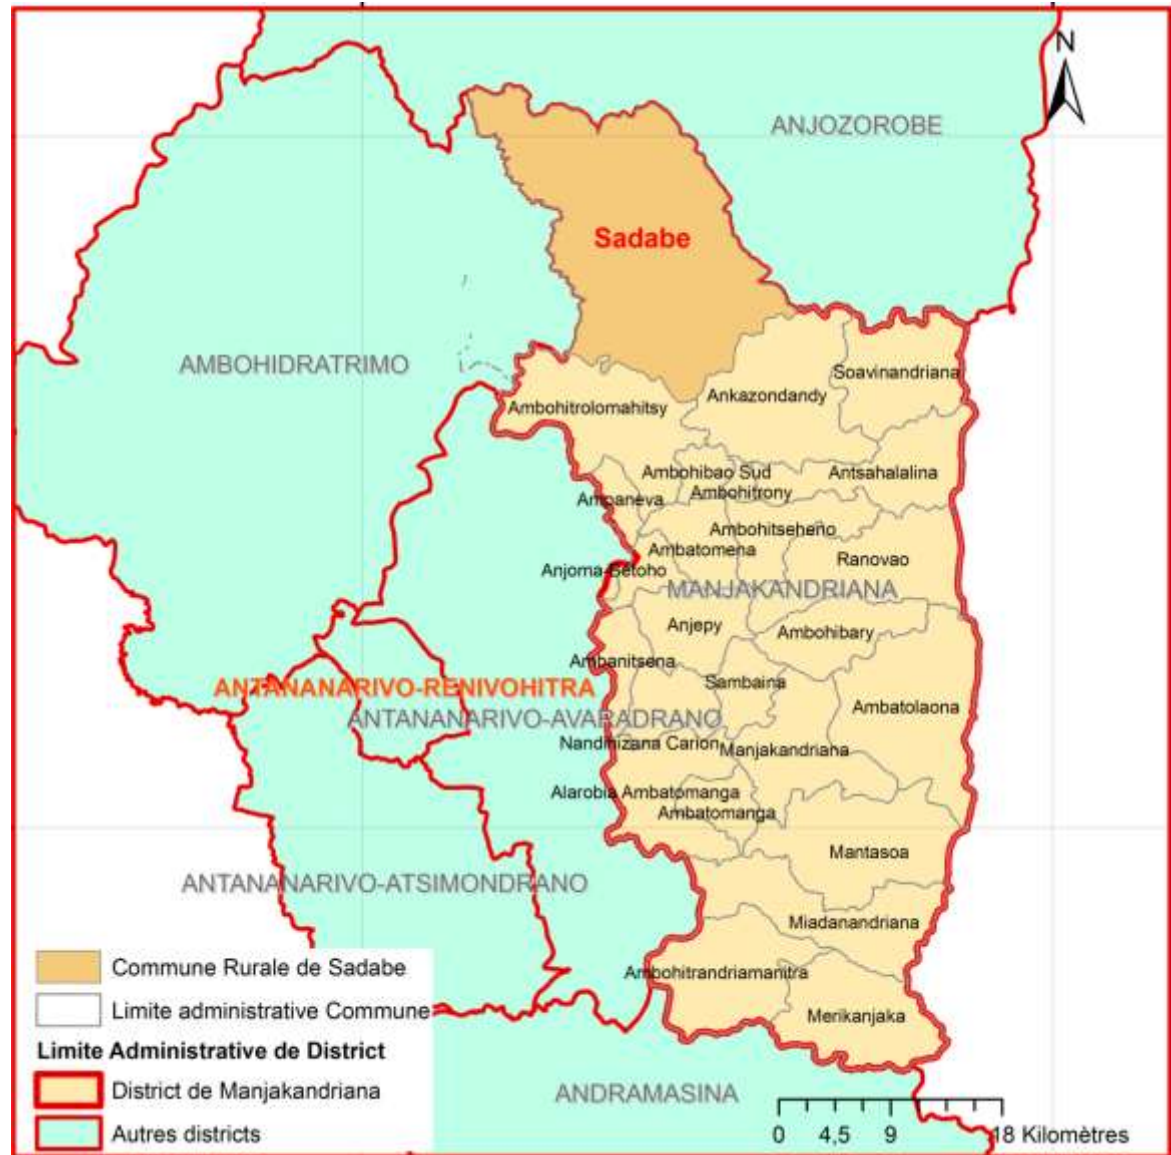 N
ANJOZOROBE
Sadabe
AMBOHIDRATRIMO
Soavinandriana
Ankazondandy
Ambohitrolomahitsy
Ambohibao Sud
Antsahalalina
Ambohitrony
Ampaneva
Ambohitseheno
Ambatomena
Ranovao
Anjoma-Betoho
MANJAKANDRIANA
Anjepy
Ambohibary
Ambanitsena
Sambaina
ANTANANARIVO-RENIVOHITRA
Ambatolaona
ANTANANARIVO-AVARADRANO
Nandihizana Carion
Manjakandriana
Alarobia Ambatomanga
Ambatomanga
Mantasoa
ANTANANARIVO-ATSIMONDRANO
Miadanandriana
Ambohitrandriamanitra
Merikanjaka
ANDRAMASINA
Commune Rurale de Sadabe
Limite administrative Commune
Limite Administrative de District
District de Manjakandriana
Autres districts
0 4,5 9 18 Kilomètres